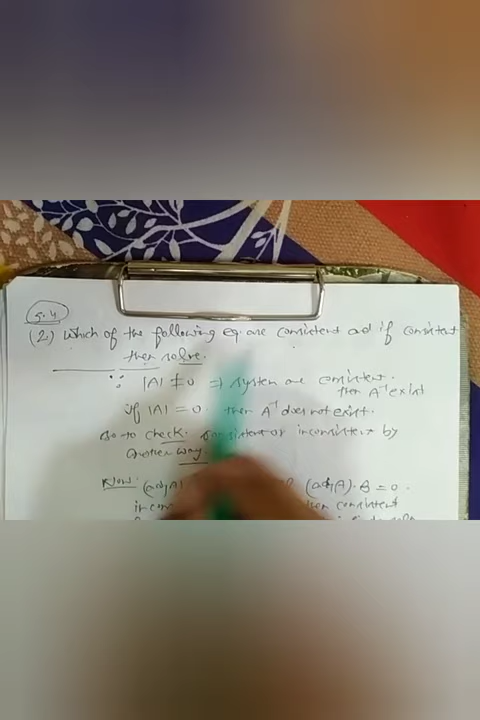 5.4
(2) Which of the following eq. are consistent and if consistent
then solve.
∵ |A| ≠ 0 ⇒ system are consistent.
then A⁻¹ exist
if |A| = 0. then A⁻¹ does not exist.
so to check consistent or inconsistent by
another way
Now: (adj A) (adj A)·B = 0.
then consistent